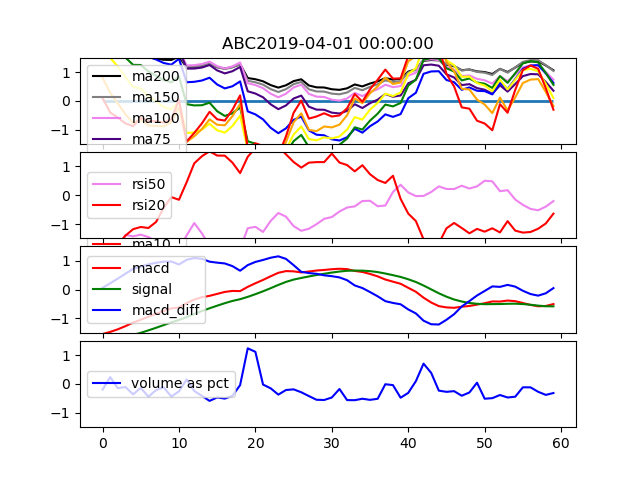 ABC2019-04-01 00:00:00
1
0
−1
ma200
ma150
ma100
ma75
1
0
−1
rsi50
rsi20
ma10
1
0
−1
macd
signal
macd_diff
1
0
−1
volume as pct
0 10 20 30 40 50 60